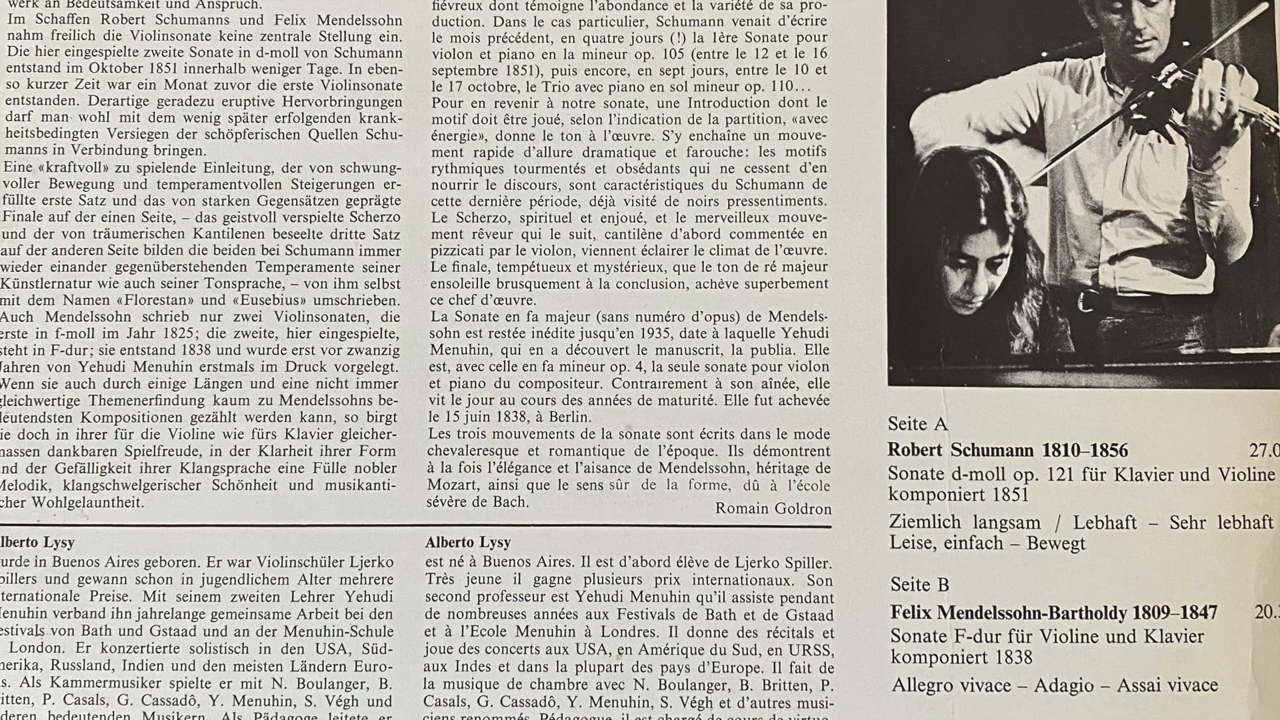 werk an Bedeutsamkeit und Anspruch.
Im Schaffen Robert Schumanns und Felix Mendelssohn
nahm freilich die Violinsonate keine zentrale Stellung ein.
Die hier eingespielte zweite Sonate in d-moll von Schumann
entstand im Oktober 1851 innerhalb weniger Tage. In eben-
so kurzer Zeit war ein Monat zuvor die erste Violinsonate
entstanden. Derartige geradezu eruptive Hervorbringungen
darf man wohl mit dem wenig später erfolgenden krank-
heitsbedingten Versiegen der schöpferischen Quellen Schu-
manns in Verbindung bringen.
Eine «kraftvoll» zu spielende Einleitung, der von schwung-
voller Bewegung und temperamentvollen Steigerungen er-
füllte erste Satz und das von starken Gegensätzen geprägte
Finale auf der einen Seite, – das geistvoll verspielte Scherzo
und der von träumerischen Kantilenen beseelte dritte Satz
auf der anderen Seite bilden die beiden bei Schumann immer
wieder einander gegenüberstehenden Temperamente seiner
Künstlernatur wie auch seiner Tonsprache, – von ihm selbst
mit dem Namen «Florestan» und «Eusebius» umschrieben.
Auch Mendelssohn schrieb nur zwei Violinsonaten, die
erste in f-moll im Jahr 1825; die zweite, hier eingespielte,
steht in F-dur; sie entstand 1838 und wurde erst vor zwanzig
Jahren von Yehudi Menuhin erstmals im Druck vorgelegt.
Wenn sie auch durch einige Längen und eine nicht immer
gleichwertige Themenerfindung kaum zu Mendelssohns be-
deutendsten Kompositionen gezählt werden kann, so birgt
ie doch in ihrer für die Violine wie fürs Klavier gleicher-
massen dankbaren Spielfreude, in der Klarheit ihrer Form
und der Gefälligkeit ihrer Klangsprache eine Fülle nobler
Melodik, klangschwelgerischer Schönheit und musikanti-
cher Wohlgelauntheit.
fiévreux dont témoigne l'abondance et la variété de sa pro-
duction. Dans le cas particulier, Schumann venait d'écrire
le mois précédent, en quatre jours (!) la 1ère Sonate pour
violon et piano en la mineur op. 105 (entre le 12 et le 16
septembre 1851), puis encore, en sept jours, entre le 10 et
le 17 octobre, le Trio avec piano en sol mineur op. 110...
Pour en revenir à notre sonate, une Introduction dont le
motif doit être joué, selon l'indication de la partition, «avec
énergie», donne le ton à l'œuvre. S'y enchaîne un mouve-
ment rapide d'allure dramatique et farouche: les motifs
rythmiques tourmentés et obsédants qui ne cessent d'en
nourrir le discours, sont caractéristiques du Schumann de
cette dernière période, déjà visité de noirs pressentiments.
Le Scherzo, spirituel et enjoué, et le merveilleux mouve-
ment rêveur qui le suit, cantilène d'abord commentée en
pizzicati par le violon, viennent éclairer le climat de l'œuvre.
Le finale, tempétueux et mystérieux, que le ton de ré majeur
ensoleille brusquement à la conclusion, achève superbement
ce chef d'œuvre.
La Sonate en fa majeur (sans numéro d'opus) de Mendels-
sohn est restée inédite jusqu'en 1935, date à laquelle Yehudi
Menuhin, qui en a découvert le manuscrit, la publia. Elle
est, avec celle en fa mineur op. 4, la seule sonate pour violon
et piano du compositeur. Contrairement à son aînée, elle
vit le jour au cours des années de maturité. Elle fut achevée
le 15 juin 1838, à Berlin.
Les trois mouvements de la sonate sont écrits dans le mode
chevaleresque et romantique de l'époque. Ils démontrent
à la fois l'élégance et l'aisance de Mendelssohn, héritage de
Mozart, ainsi que le sens sûr de la forme, dû à l'école
sévère de Bach.
Romain Goldron
lberto Lysy
urde in Buenos Aires geboren. Er war Violinschüler Ljerko
pillers und gewann schon in jugendlichem Alter mehrere
ternationale Preise. Mit seinem zweiten Lehrer Yehudi
enuhin verband ihn jahrelange gemeinsame Arbeit bei den
estivals von Bath und Gstaad und an der Menuhin-Schule
London. Er konzertierte solistisch in den USA, Süd-
merika, Russland, Indien und den meisten Ländern Euro-
s. Als Kammermusiker spielte er mit N. Boulanger, B.
itten, P. Casals, G. Cassadô, Y. Menuhin, S. Végh und
deren bedeutenden Musikern. Als Pädagoge leitete er
Alberto Lysy
est né à Buenos Aires. Il est d'abord élève de Ljerko Spiller.
Très jeune il gagne plusieurs prix internationaux. Son
second professeur est Yehudi Menuhin qu'il assiste pendant
de nombreuses années aux Festivals de Bath et de Gstaad
et à l'Ecole Menuhin à Londres. Il donne des récitals et
joue des concerts aux USA, en Amérique du Sud, en URSS,
aux Indes et dans la plupart des pays d'Europe. Il fait de
la musique de chambre avec N. Boulanger, B. Britten, P.
Casals, G. Cassadô, Y. Menuhin, S. Végh et d'autres musi-
ciens renommés. Pédagogue, il est chargé de cours de virtuo-
Seite A
Robert Schumann 1810–1856 27.0
Sonate d-moll op. 121 für Klavier und Violine
komponiert 1851
Ziemlich langsam / Lebhaft – Sehr lebhaft
Leise, einfach – Bewegt
Seite B
Felix Mendelssohn-Bartholdy 1809–1847 20.
Sonate F-dur für Violine und Klavier
komponiert 1838
Allegro vivace – Adagio – Assai vivace